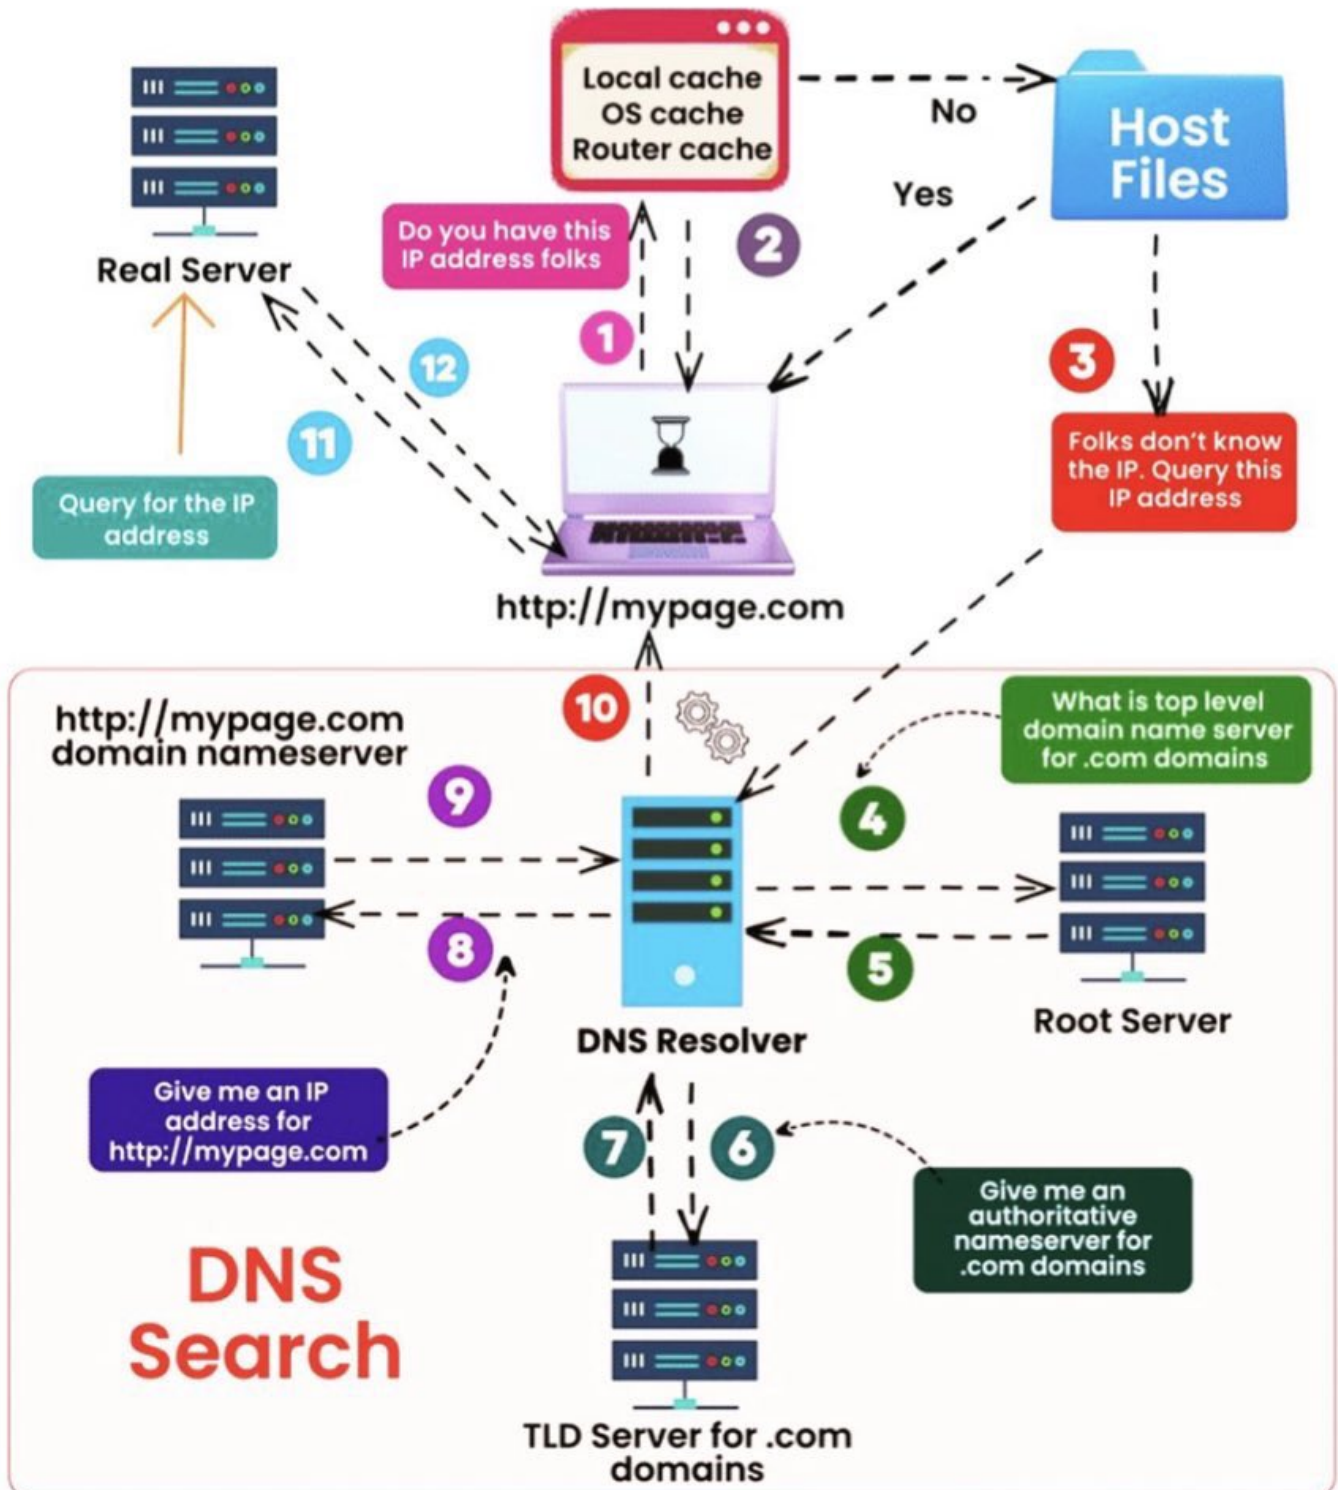 Local cache
OS cache
Router cache
No
Host
Files
Yes
Do you have this
IP address folks
2
Real Server
1
12
3
11
Folks don't know
the IP. Query this
IP address
Query for the IP
address
http://mypage.com
10
What is top level
domain name server
for .com domains
http://mypage.com
domain nameserver
9
4
8
5
Root Server
DNS Resolver
Give me an IP
address for
http://mypage.com
7
6
Give me an
authoritative
nameserver for
.com domains
DNS
Search
TLD Server for .com
domains